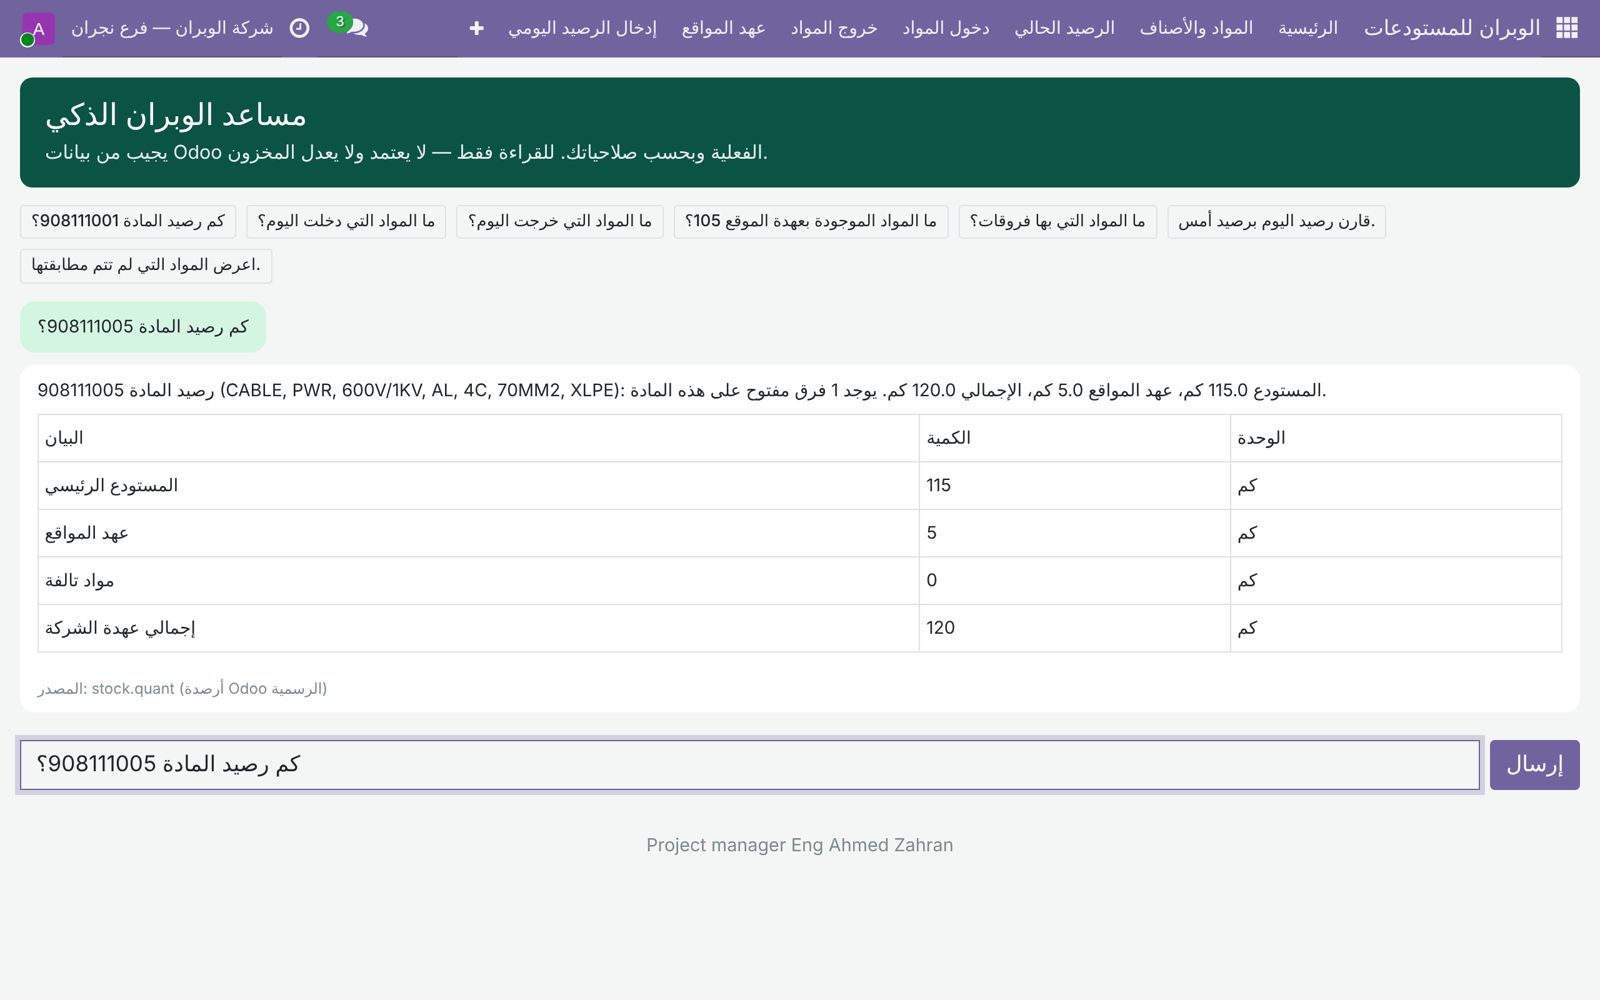 الوبران للمستودعات الرئيسية المواد والأصناف الرصيد الحالي دخول المواد خروج المواد عهد المواقع إدخال الرصيد اليومي + 3 شركة الوبران — فرع نجران A
مساعد الوبران الذكي
يجيب من بيانات Odoo الفعلية وبحسب صلاحياتك. للقراءة فقط — لا يعتمد ولا يعدل المخزون.
كم رصيد المادة 908111001؟
ما المواد التي دخلت اليوم؟
ما المواد التي خرجت اليوم؟
ما المواد الموجودة بعهدة الموقع 105؟
ما المواد التي بها فروقات؟
قارن رصيد اليوم برصيد أمس.
اعرض المواد التي لم تتم مطابقتها.
كم رصيد المادة 908111005؟
رصيد المادة 908111005 (CABLE, PWR, 600V/1KV, AL, 4C, 70MM2, XLPE): المستودع 115.0 كم، عهد المواقع 5.0 كم، الإجمالي 120.0 كم. يوجد 1 فرق مفتوح على هذه المادة.
البيان الكمية الوحدة
المستودع الرئيسي 115 كم
عهد المواقع 5 كم
مواد تالفة 0 كم
إجمالي عهدة الشركة 120 كم
المصدر: stock.quant (أرصدة Odoo الرسمية)
كم رصيد المادة 908111005؟
إرسال
Project manager Eng Ahmed Zahran